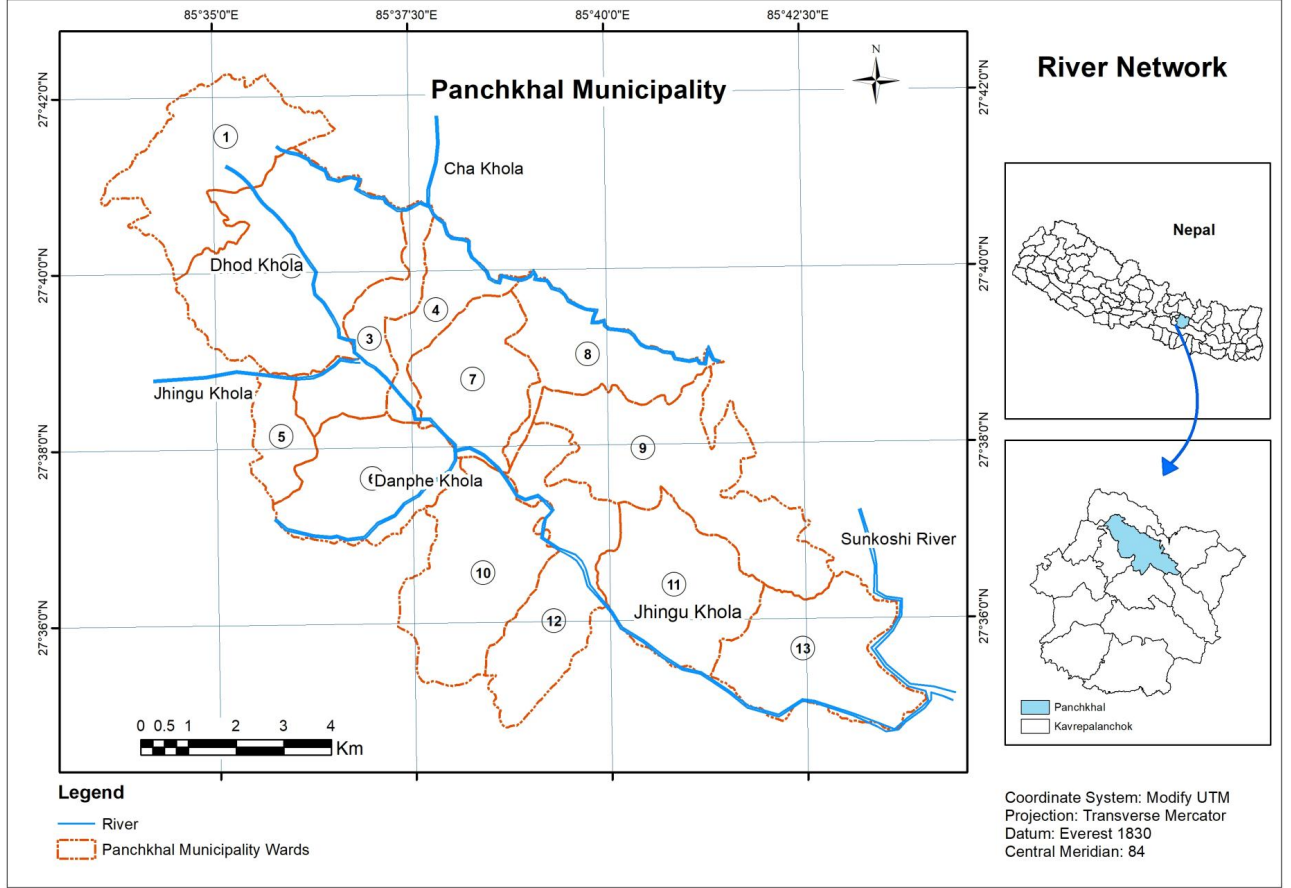 85°35'0"E
85°37'30"E
85°40'0"E
85°42'30"E
River Network
Panchkhal Municipality
N
27°42'0"N
27°42'0"N
1
Cha Khola
Nepal
Dhod Khola
27°40'0"N
27°40'0"N
4
3
8
7
Jhingu Khola
5
9
27°38'0"N
27°38'0"N
6
Danphe Khola
Sunkoshi River
10
11
Jhingu Khola
12
13
27°36'0"N
27°36'0"N
0 0.5 1 2 3 4
Km
Panchkhal
Kavrepalanchok
Legend
River
Panchkhal Municipality Wards
Coordinate System: Modify UTM
Projection: Transverse Mercator
Datum: Everest 1830
Central Meridian: 84